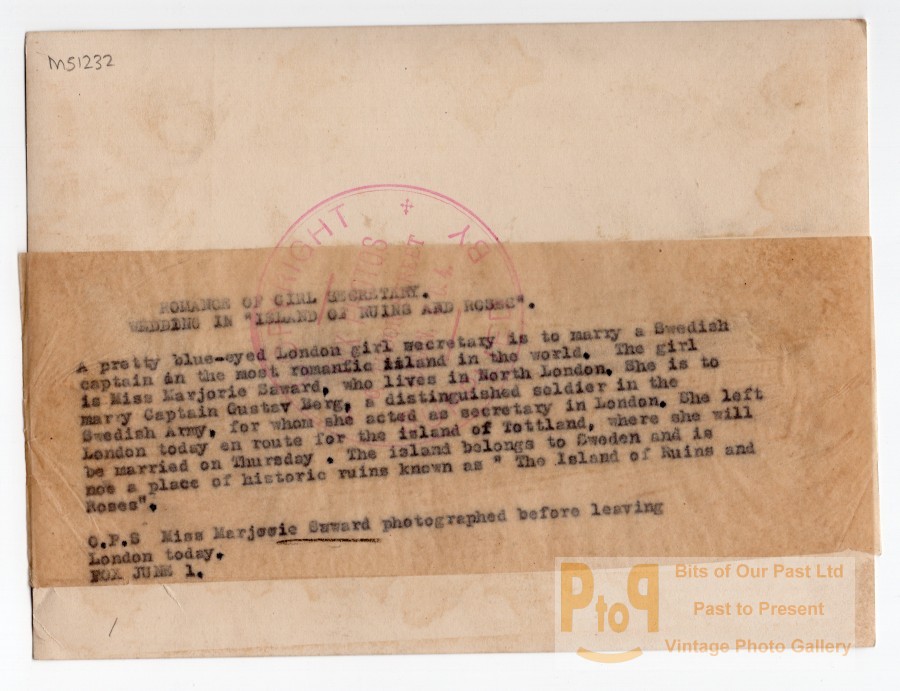 M51232
COPYRIGHT BY
PHOTOS
ROMANCE OF GIRL SECRETARY.
WEDDING IN "ISLAND OF RUINS AND ROSES".
A pretty blue-eyed London girl secretary is to marry a Swedish
captain in the most romantic island in the world. The girl
is Miss Marjorie Saward, who lives in North London. She is to
marry Captain Gustav Berg, a distinguished soldier in the
Swedish Army, for whom she acted as secretary in London. She left
London today en route for the island of Tottland, where she will
be married on Thursday . The island belongs to Sweden and is
noe a place of historic ruins known as " The Island of Ruins and
Roses".
O.P.S Miss Marjorie Saward photographed before leaving
London today.
FOX JUNE 1.
PtoP
Bits of Our Past Ltd
Past to Present
Vintage Photo Gallery